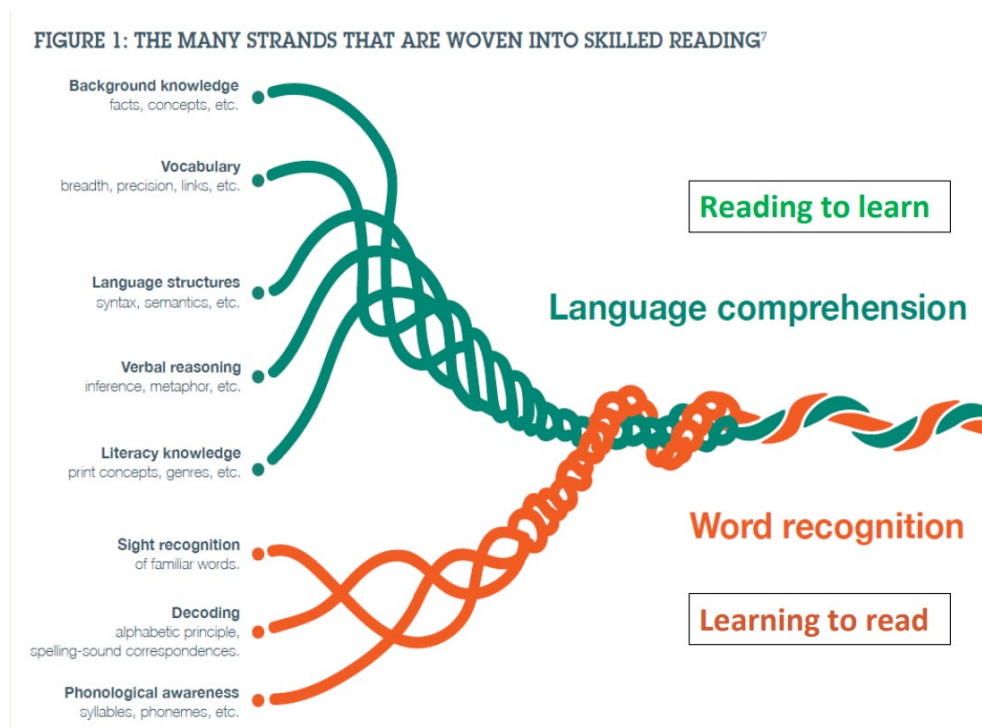 FIGURE 1: THE MANY STRANDS THAT ARE WOVEN INTO SKILLED READING⁷
Background knowledge
facts, concepts, etc.
Vocabulary
breadth, precision, links, etc.
Reading to learn
Language structures
syntax, semantics, etc.
Language comprehension
Verbal reasoning
inference, metaphor, etc.
Literacy knowledge
print concepts, genres, etc.
Word recognition
Sight recognition
of familiar words.
Decoding
alphabetic principle,
spelling-sound correspondences.
Learning to read
Phonological awareness
syllables, phonemes, etc.